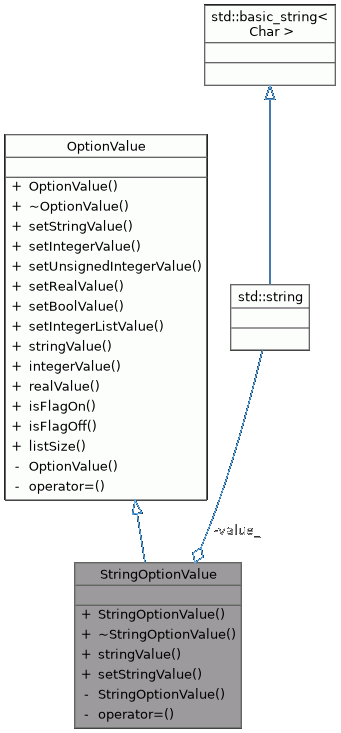 std::basic_string<
Char >
OptionValue
+ OptionValue()
+ ~OptionValue()
+ setStringValue()
+ setIntegerValue()
+ setUnsignedIntegerValue()
+ setRealValue()
+ setBoolValue()
+ setIntegerListValue()
+ stringValue()
+ integerValue()
+ realValue()
+ isFlagOn()
+ isFlagOff()
+ listSize()
- OptionValue()
- operator=()
std::string
-value_
StringOptionValue
+ StringOptionValue()
+ ~StringOptionValue()
+ stringValue()
+ setStringValue()
- StringOptionValue()
- operator=()